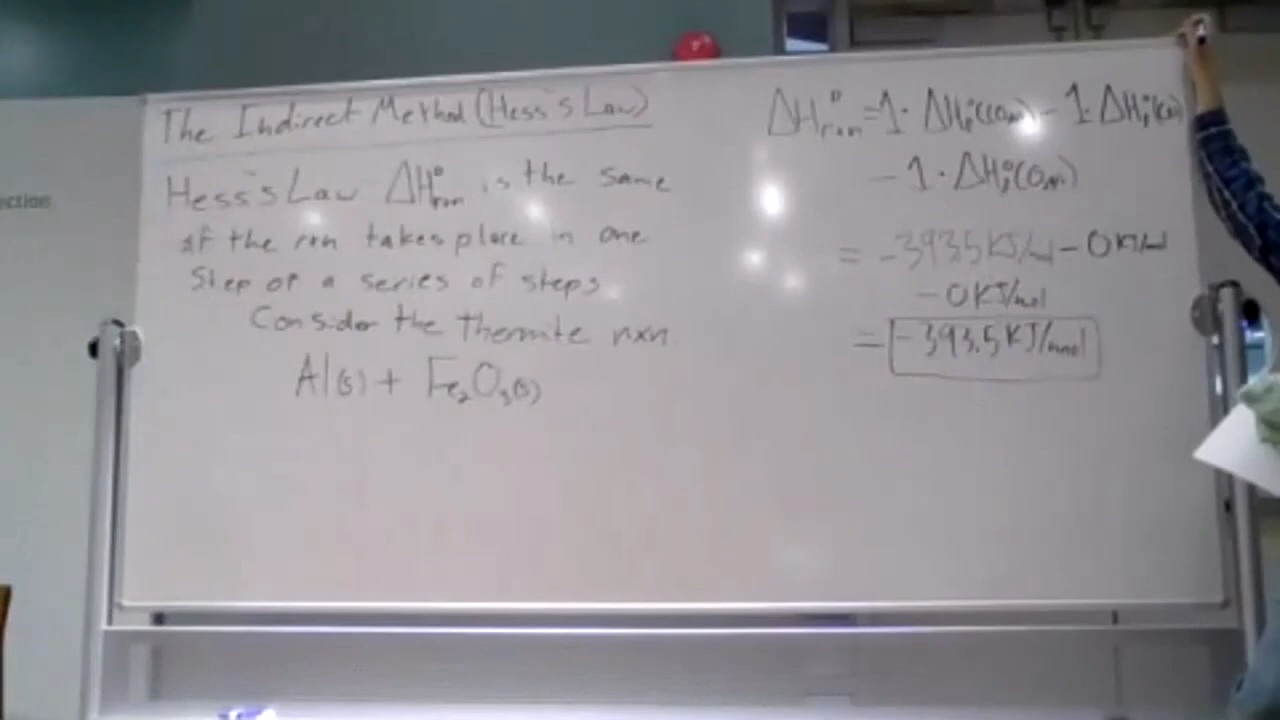 The Indirect Method (Hess's Law)
Hess's Law ΔH°rxn is the same
if the rxn takes place in one
Step or a series of steps.
Consider the Thermite rxn.
Al(s) + Fe₂O₃(s)
ΔH°rxn = 1· ΔH°f(CO₂(g)) - 1· ΔH°f(C(s))
- 1· ΔH°f(O₂(g))
= -393.5 KJ/mol - 0 KJ/mol
- 0 KJ/mol
= -393.5 KJ/mol
ection